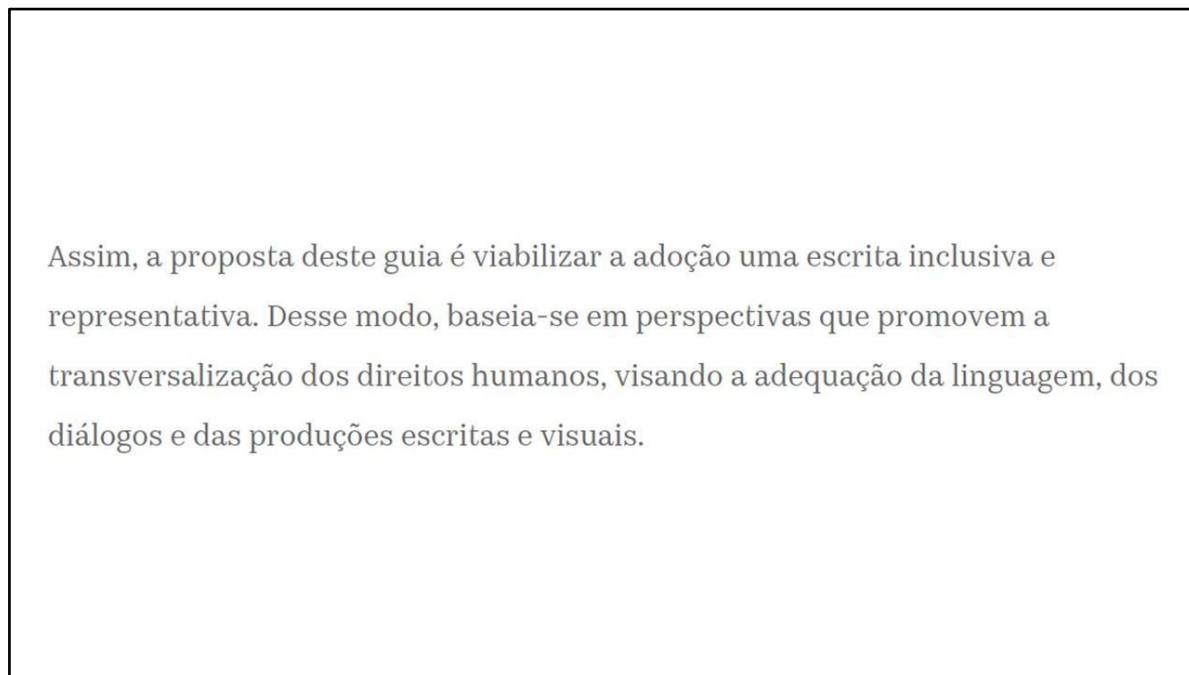 Assim, a proposta deste guia é viabilizar a adoção uma escrita inclusiva e
representativa. Desse modo, baseia-se em perspectivas que promovem a
transversalização dos direitos humanos, visando a adequação da linguagem, dos
diálogos e das produções escritas e visuais.